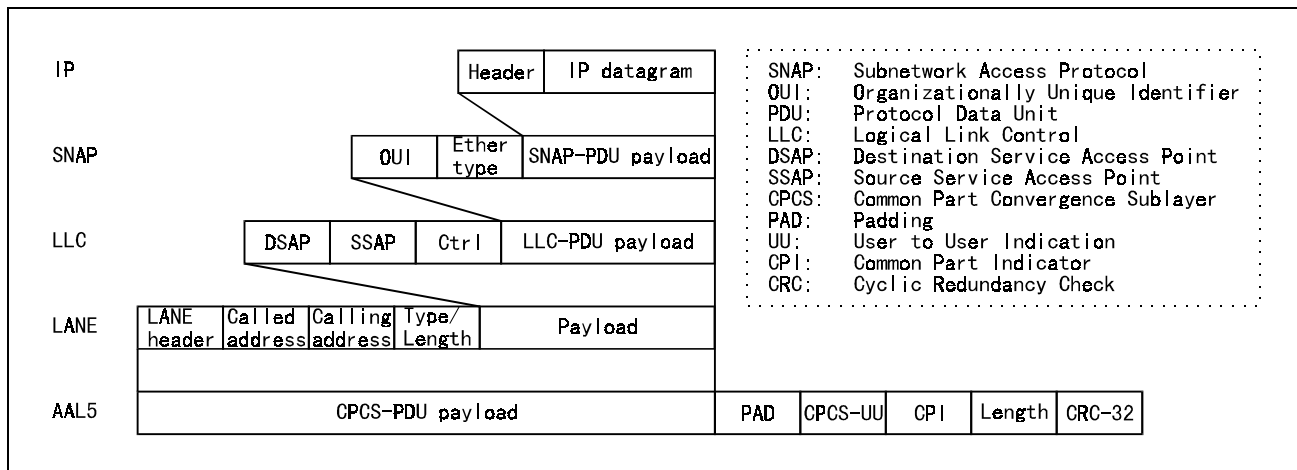 IP
Header IP datagram
SNAP
OUI Ether type SNAP-PDU payload
LLC
DSAP SSAP Ctrl LLC-PDU payload
LANE
LANE header Called address Calling address Type/ Length Payload
AAL5
CPCS-PDU payload PAD CPCS-UU CPI Length CRC-32
SNAP: Subnetwork Access Protocol
OUI: Organizationally Unique Identifier
PDU: Protocol Data Unit
LLC: Logical Link Control
DSAP: Destination Service Access Point
SSAP: Source Service Access Point
CPCS: Common Part Convergence Sublayer
PAD: Padding
UU: User to User Indication
CPI: Common Part Indicator
CRC: Cyclic Redundancy Check